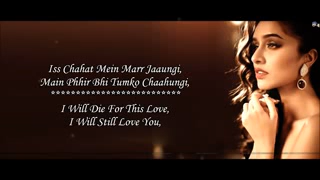 Iss Chahat Mein Marr Jaaungi,
Main Phhir Bhi Tumko Chaahungi,
**************************
I Will Die For This Love,
I Will Still Love You,